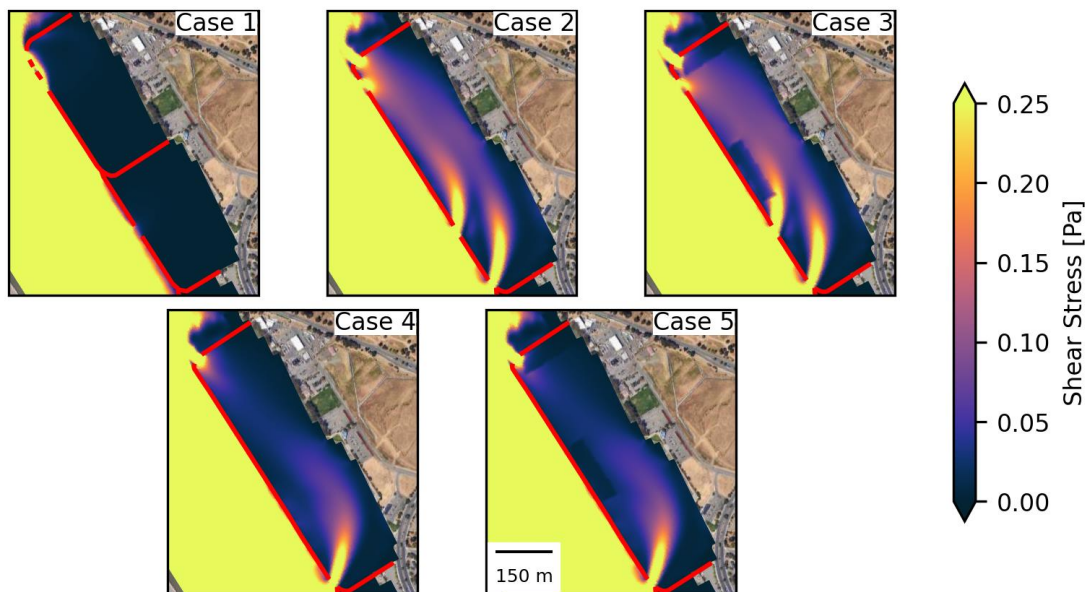 Case 1
Case 2
Case 3
Case 4
Case 5
150 m
0.25
0.20
0.15
0.10
0.05
0.00
Shear Stress [Pa]